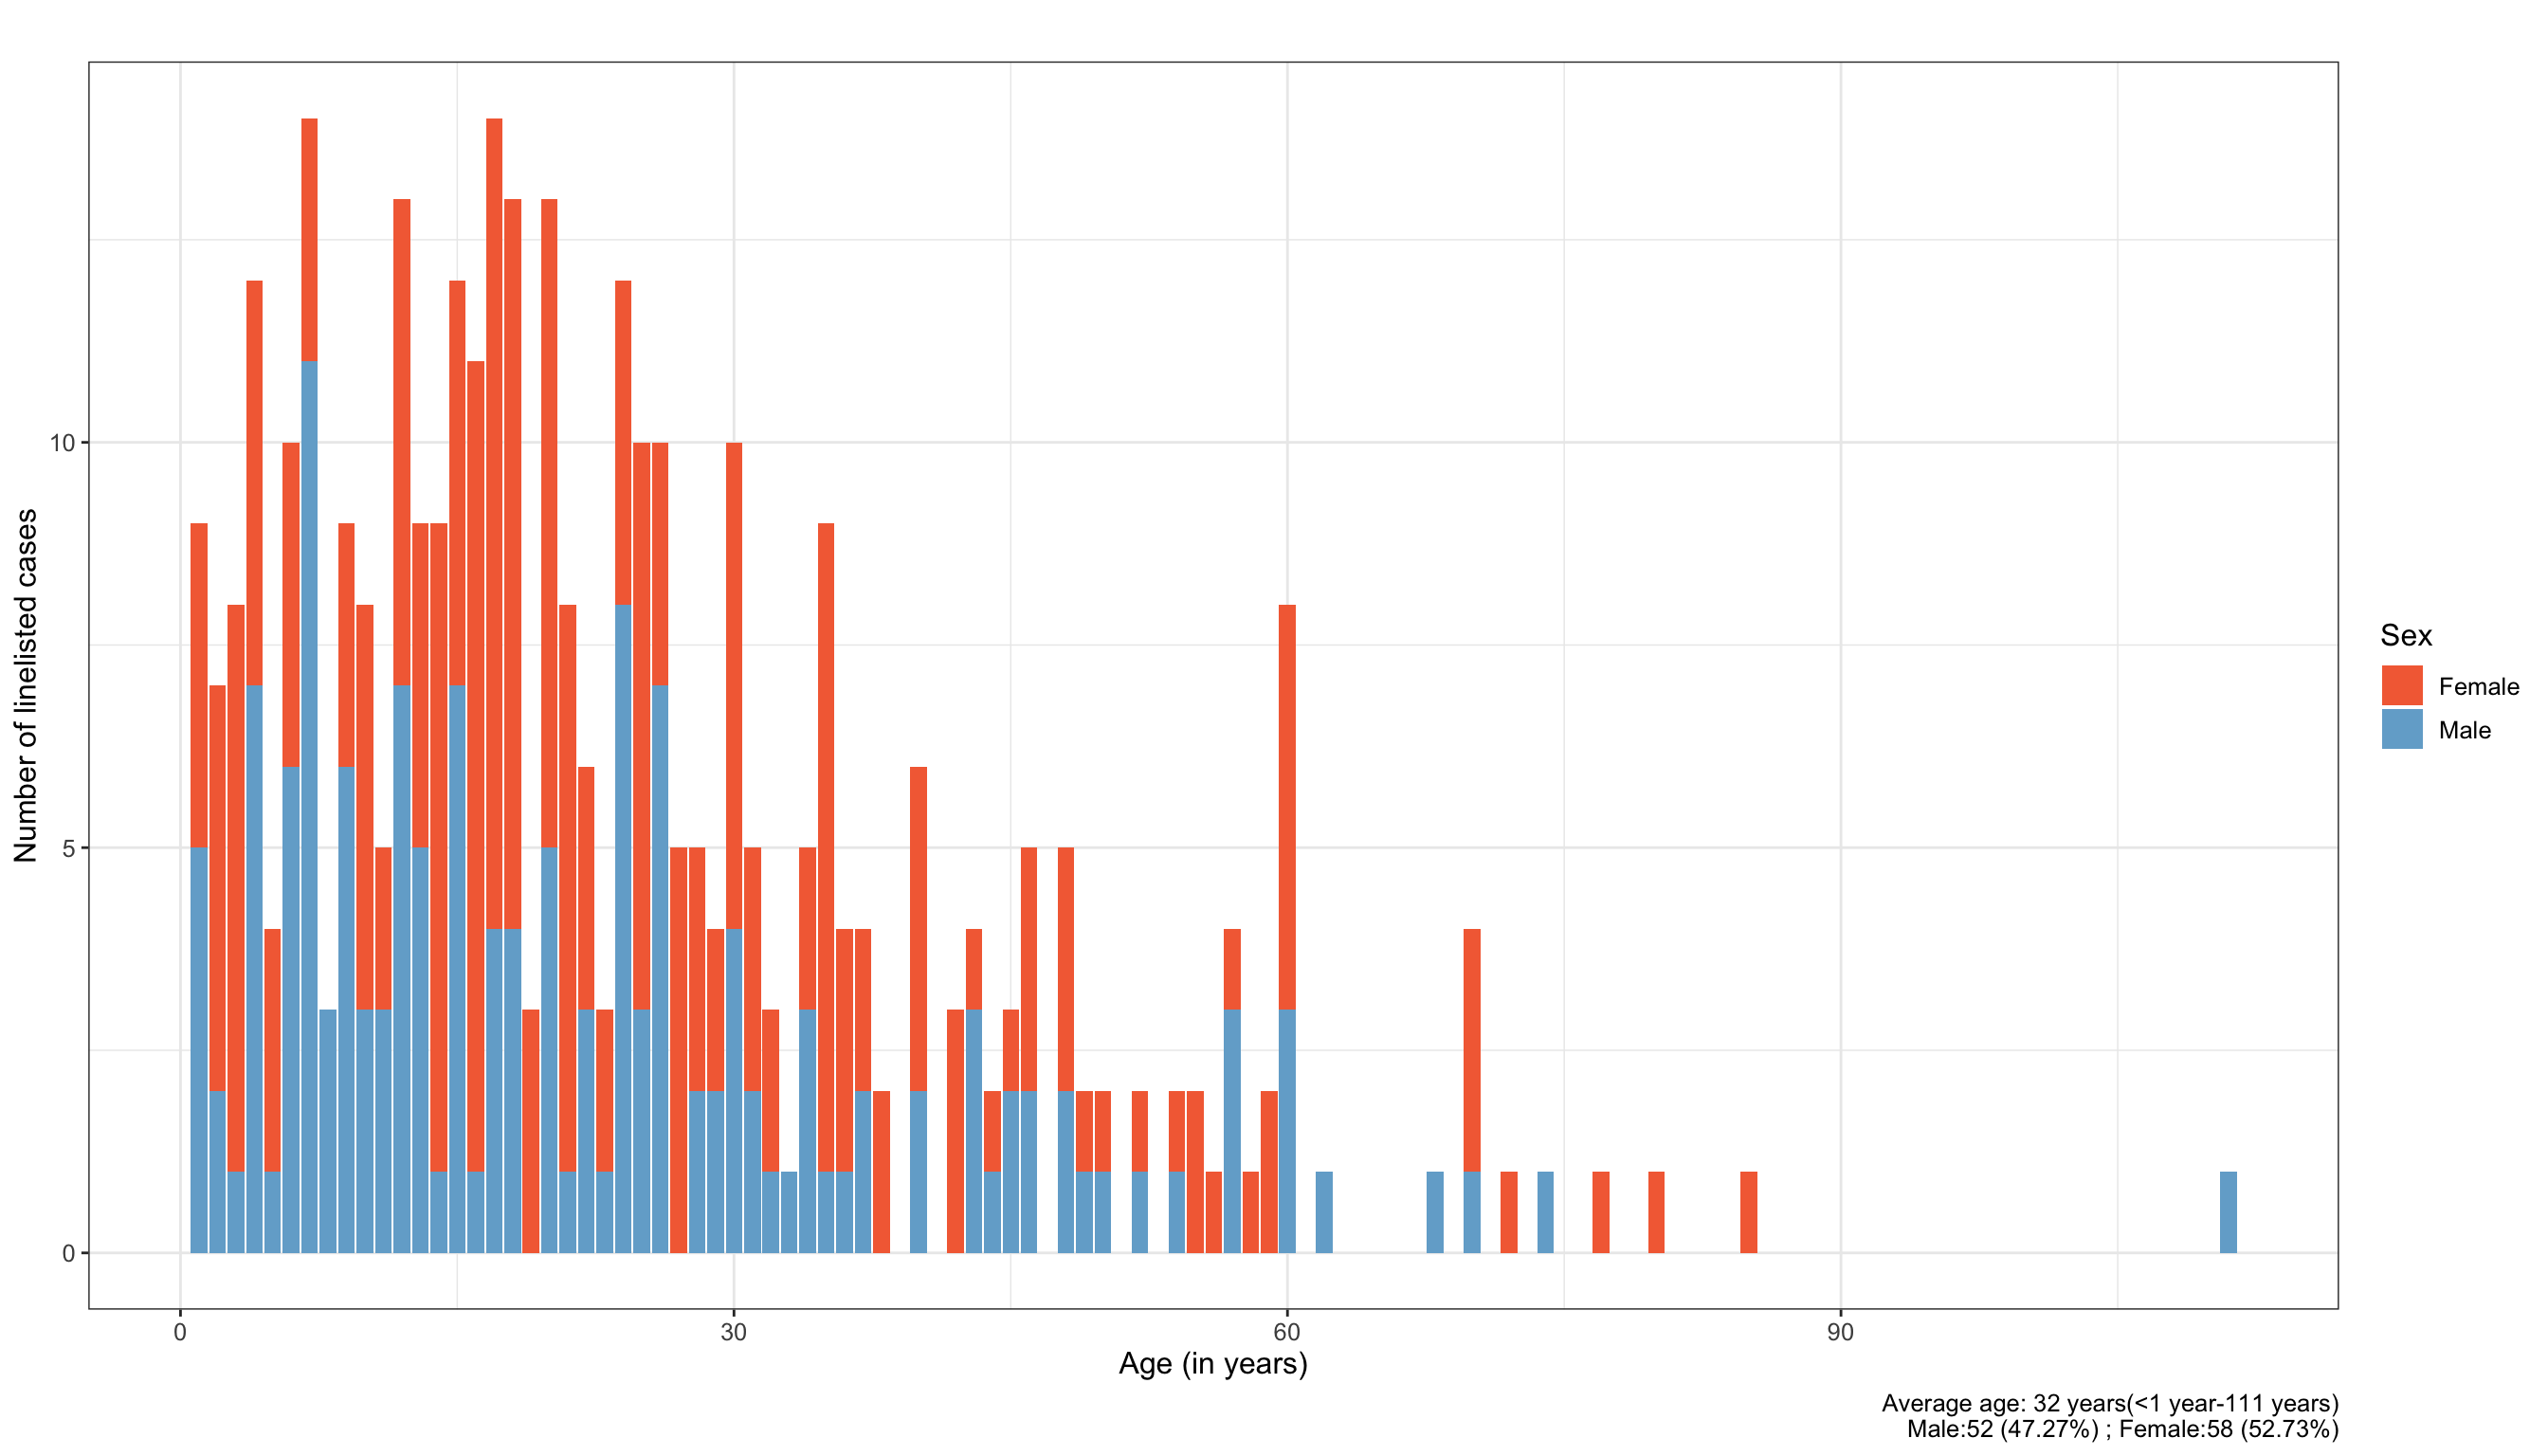 Number of linelisted cases
10
5
0
0
30
60
90
Age (in years)
Sex
Female
Male
Average age: 32 years(<1 year-111 years)
Male:52 (47.27%) ; Female:58 (52.73%)